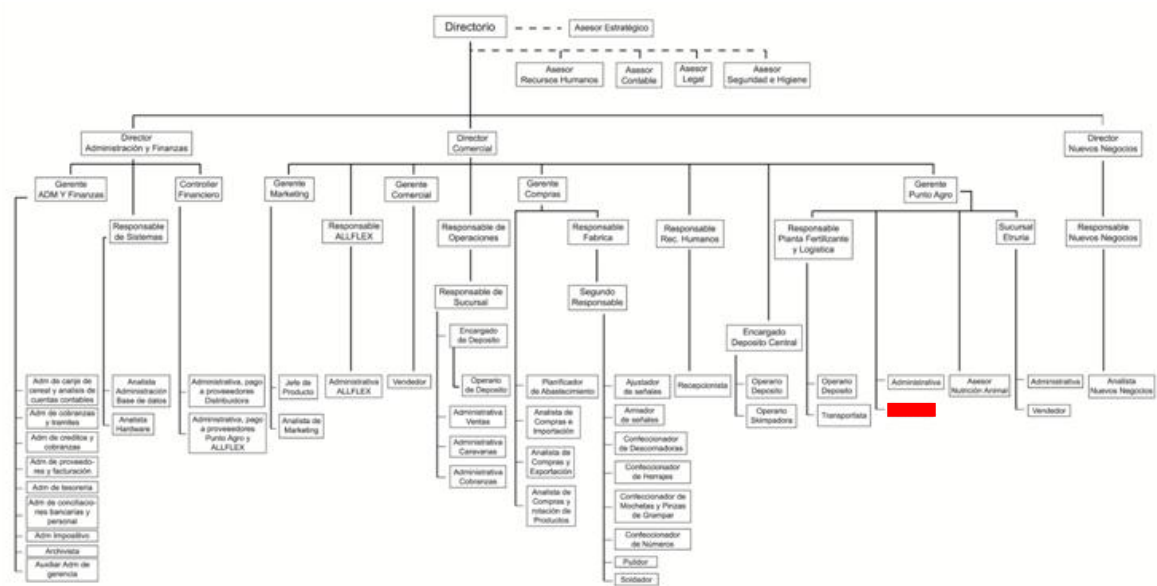 Directorio
Asesor Estratégico
Asesor
Recursos Humanos
Asesor
Contable
Asesor
Legal
Asesor
Seguridad e Higiene
Director
Administración y Finanzas
Director
Comercial
Director
Nuevos Negocios
Gerente
ADM Y Finanzas
Controller
Financiero
Gerente
Marketing
Gerente
Comercial
Gerente
Compras
Gerente
Punto Agro
Responsable
de Sistemas
Responsable
ALLFLEX
Responsable de
Operaciones
Responsable
Fabrica
Responsable
Rec. Humanos
Responsable
Planta Fertilizante
y Logistica
Sucursal
Etruria
Responsable
Nuevos Negocios
Responsable de
Sucursal
Segundo
Responsable
Encargado
de Deposito
Encargado
Deposito Central
Adm de canje de
cereal y analisis de
cuentas contables
Adm de cobranzas
y tramites
Adm de creditos y
cobranzas
Adm de proveedo-
res y facturación
Adm de tesoreria
Adm de conciliacio-
nes bancarias y
personal
Adm Impositivo
Archivista
Auxiliar Adm de
gerencia
Analista
Administración
Base de datos
Analista
Hardware
Administrativa, pago
a proveedores
Distribuidora
Administrativa, pago
a proveeedores
Punto Agro y
ALLFLEX
Jefe de
Producto
Analista de
Marketing
Administrativa
ALLFLEX
Vendedor
Operario
de Deposito
Administrativa
Ventas
Administrativa
Caravanas
Administrativa
Cobranzas
Planificador
de Abastecimiento
Analista de
Compras e
Importación
Analista de
Compras y
Exportación
Analista de
Compras y
rotación de
Productos
Ajustador
de señales
Armador
de señales
Confeccionador
de Descornadoras
Confeccionador
de Herrajes
Confeccionador de
Mochetas y Pinzas
de Grampar
Confeccionador
de Números
Pulidor
Soldador
Recepcionista
Operario
Deposito
Operario
Skimpadora
Operario
Deposito
Transportista
Administrativa
Asesor
Nutrición Animal
Administrativa
Vendedor
Analista
Nuevos Negocios